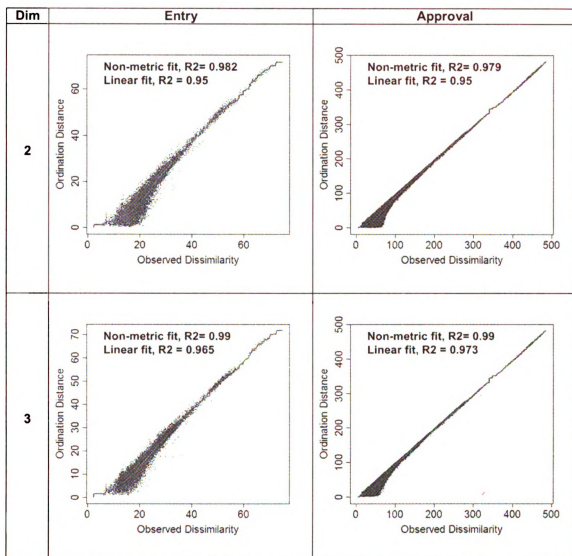 Dim Entry Approval
2
Non-metric fit, R2= 0.982
Linear fit, R2 = 0.95
Ordination Distance
0 20 40 60
0 20 40 60
Observed Dissimilarity
Non-metric fit, R2= 0.979
Linear fit, R2 = 0.95
Ordination Distance
0 100 200 300 400 500
0 100 200 300 400 500
Observed Dissimilarity
3
Non-metric fit, R2= 0.99
Linear fit, R2 = 0.965
Ordination Distance
0 10 20 30 40 50 60 70
0 20 40 60
Observed Dissimilarity
Non-metric fit, R2= 0.99
Linear fit, R2 = 0.973
Ordination Distance
0 100 200 300 400 500
0 100 200 300 400 500
Observed Dissimilarity